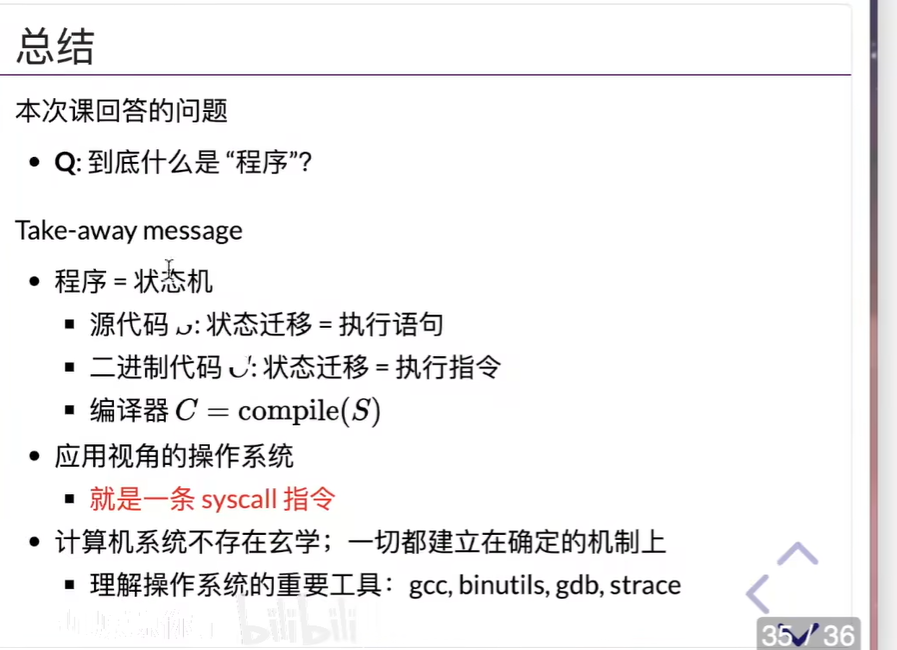 总结
本次课回答的问题
• Q: 到底什么是 “程序”?
Take-away message
• 程序 = 状态机
▪ 源代码 : 状态迁移 = 执行语句
▪ 二进制代码 : 状态迁移 = 执行指令
▪ 编译器 C = compile(S)
• 应用视角的操作系统
▪ 就是一条 syscall 指令
• 计算机系统不存在玄学；一切都建立在确定的机制上
▪ 理解操作系统的重要工具：gcc, binutils, gdb, strace
bilibili
35 / 36